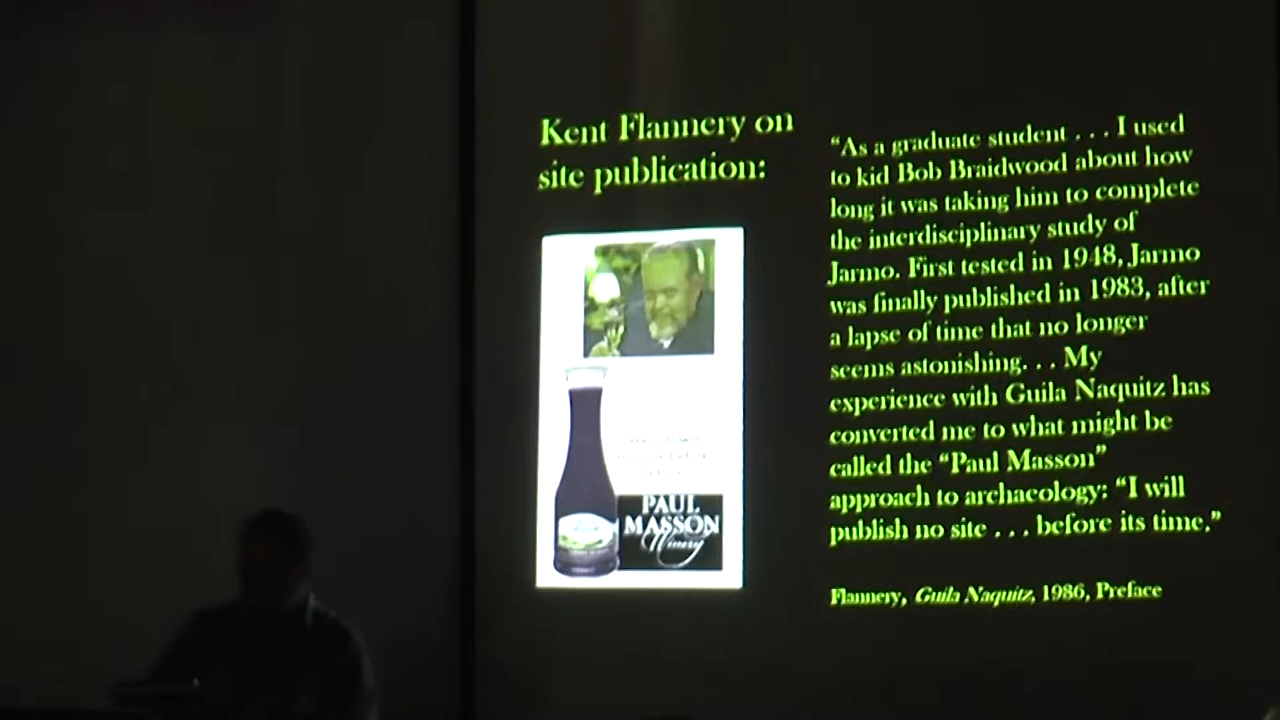 Kent Flannery on
site publication:
PAUL
MASSON
Winery
“As a graduate student . . . I used
to kid Bob Braidwood about how
long it was taking him to complete
the interdisciplinary study of
Jarmo. First tested in 1948, Jarmo
was finally published in 1983, after
a lapse of time that no longer
seems astonishing. . . My
experience with Guila Naquitz has
converted me to what might be
called the “Paul Masson”
approach to archaeology: “I will
publish no site . . . before its time.”
Flannery, Guila Naquitz, 1986, Preface